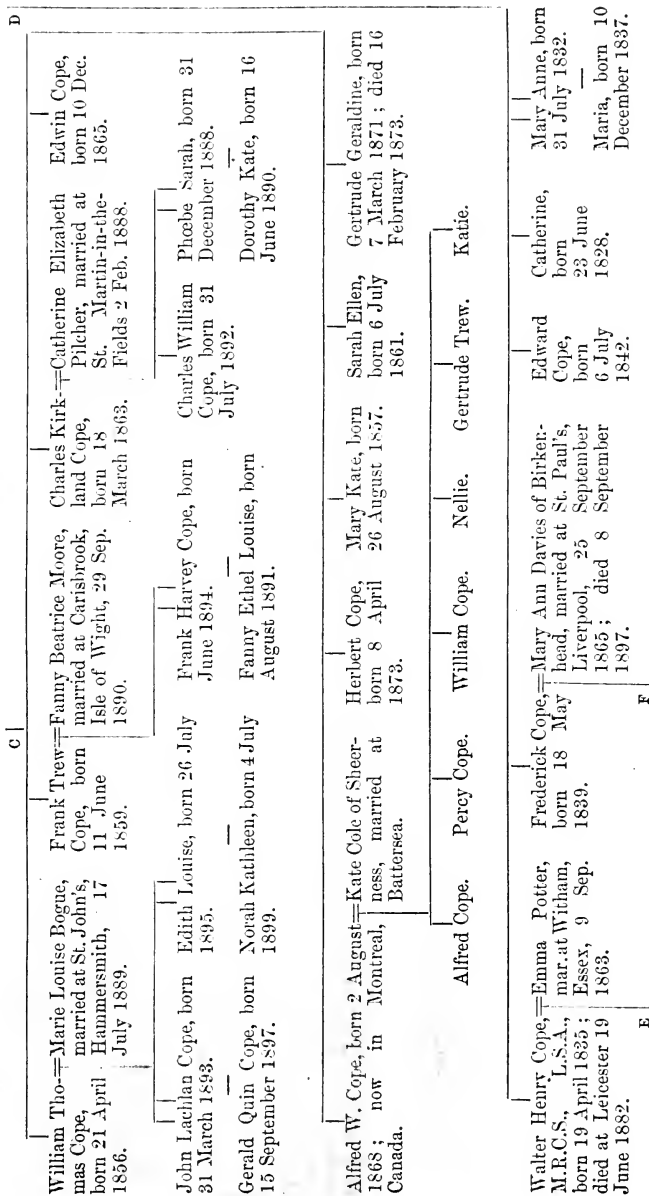 C
D
William Tho-=Marie Louise Bogue,
mas Cope, married at St. John's,
born 21 April Hammersmith, 17
1856. July 1889.
Frank Trew=Fanny Beatrice Moore,
Cope, born married at Carisbrook,
11 June Isle of Wight, 29 Sep.
1859. 1890.
Charles Kirk-=Catherine Elizabeth
land Cope, Pilcher, married at
born 18 St. Martin-in-the-
March 1863. Fields 2 Feb. 1888.
Edwin Cope,
born 10 Dec.
1865.
John Lachlan Cope, born
31 March 1893.
Edith Louise, born 26 July
1895.
Gerald Quin Cope, born
15 September 1897.
Norah Kathleen, born 4 July
1899.
Frank Harvey Cope, born
June 1894.
Fanny Ethel Louise, born
August 1891.
Charles William
Cope, born 31
July 1892.
Phœbe Sarah, born 31
December 1888.
Dorothy Kate, born 16
June 1890.
Alfred W. Cope, born 2 August=Kate Cole of Sheer-
1868; now in Montreal, ness, married at
Canada. Battersea.
Herbert Cope,
born 8 April
1873.
Mary Kate, born
26 August 1857.
Sarah Ellen,
born 6 July
1861.
Gertrude Geraldine, born
7 March 1871; died 16
February 1873.
Alfred Cope. Percy Cope. William Cope. Nellie. Gertrude Trew. Katie.
Walter Henry Cope,=Emma Potter,
M.R.C.S., L.S.A., mar. at Witham,
born 19 April 1835; Essex, 9 Sep.
died at Leicester 19 1863.
June 1882.
E
Frederick Cope,=Mary Ann Davies of Birken-
born 18 May head, married at St. Paul's,
1839. Liverpool, 25 September
1865; died 8 September
1897.
F
Edward
Cope,
born
6 July
1842.
Catherine,
born
23 June
1828.
Mary Anne, born
31 July 1832.
Maria, born 10
December 1837.